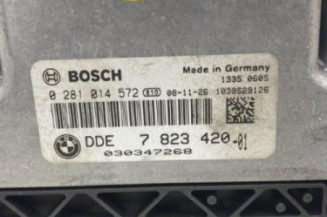 BOSCH
Made in Germany
1335 0605
0 281 014 572 E10 08-11-26 1039S29126
DDE 7 823 420-01
030347268